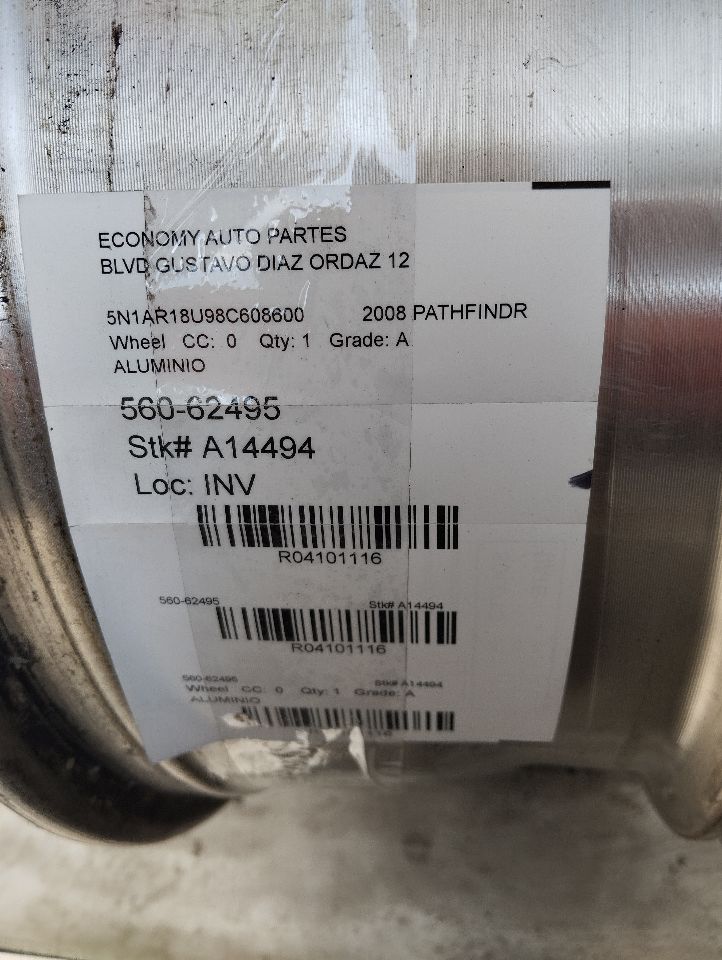 ECONOMY AUTO PARTES
BLVD GUSTAVO DIAZ ORDAZ 12
5N1AR18U98C608600 2008 PATHFINDR
Wheel CC: 0 Qty: 1 Grade: A
ALUMINIO
560-62495
Stk# A14494
Loc: INV
R04101116
560-62495 Stk# A14494
R04101116
560-62495 Stk# A14494
Wheel CC: 0 Qty: 1 Grade: A
ALUMINIO